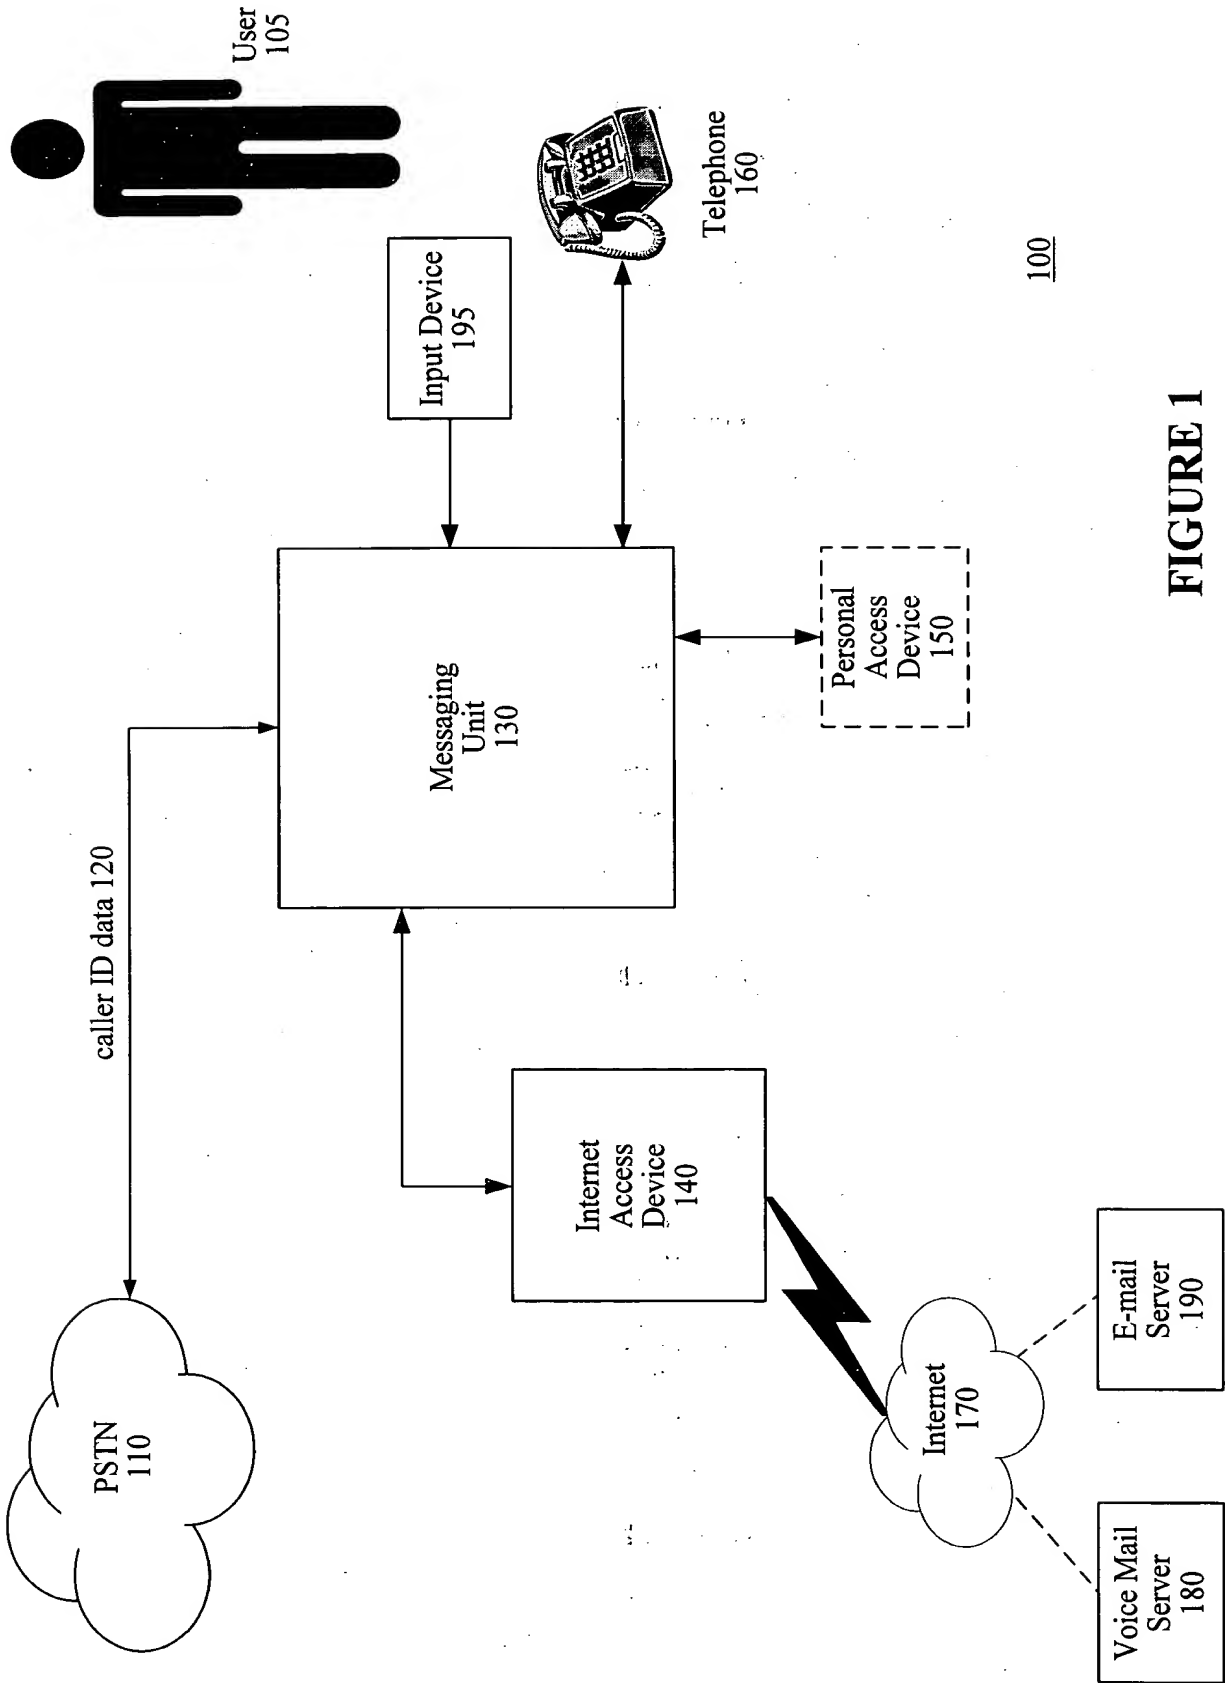 User
105
PSTN
110
caller ID data 120
Input Device
195
Messaging
Unit
130
Telephone
160
Internet
Access
Device
140
Personal
Access
Device
150
Internet
170
100
Voice Mail
Server
180
E-mail
Server
190
FIGURE 1